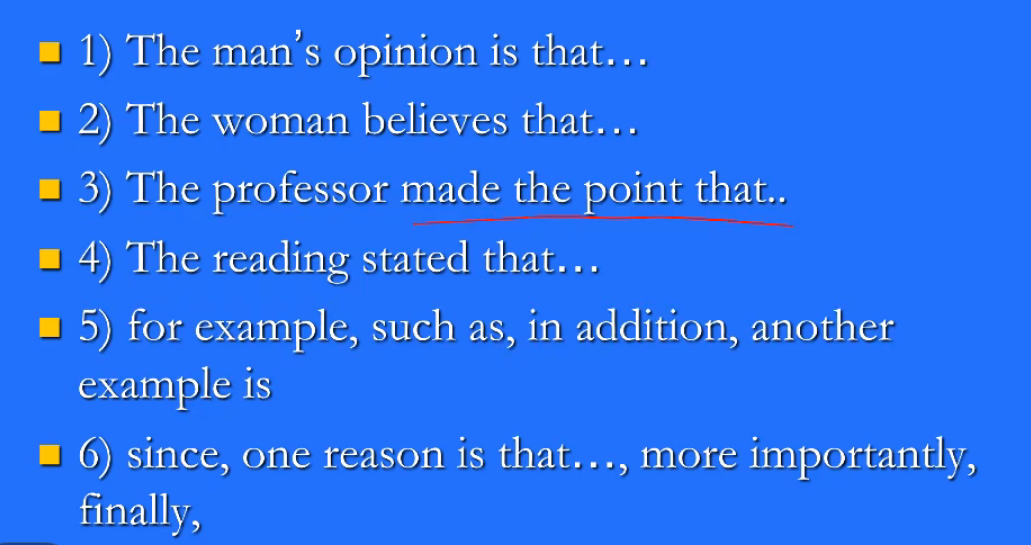 1) The man’s opinion is that…
2) The woman believes that…
3) The professor made the point that..
4) The reading stated that…
5) for example, such as, in addition, another
example is
6) since, one reason is that…, more importantly,
finally,